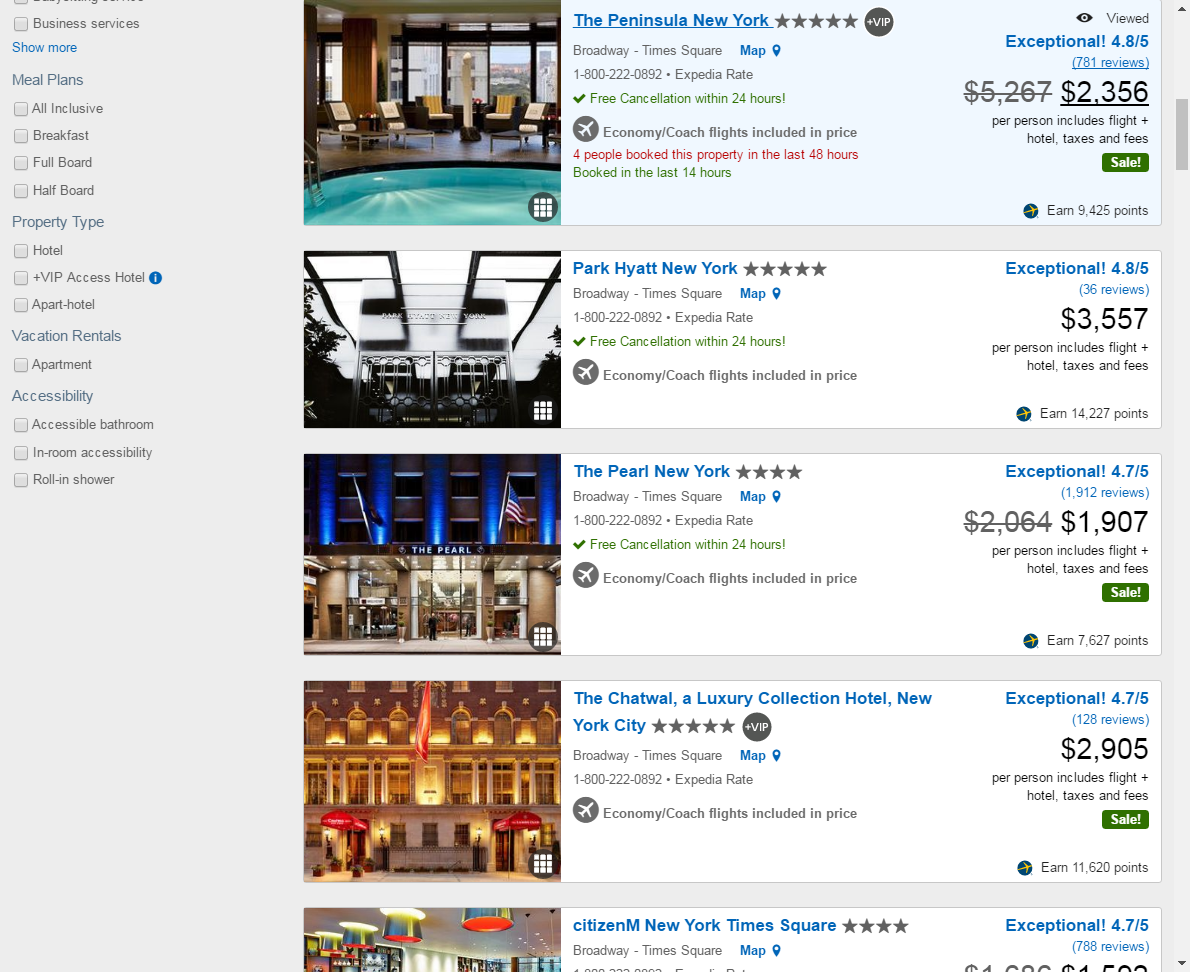 Business services
Show more
Meal Plans
All Inclusive
Breakfast
Full Board
Half Board
Property Type
Hotel
+VIP Access Hotel i
Apart-hotel
Vacation Rentals
Apartment
Accessibility
Accessible bathroom
In-room accessibility
Roll-in shower
The Peninsula New York +VIP
Broadway - Times Square Map
1-800-222-0892 • Expedia Rate
Free Cancellation within 24 hours!
Economy/Coach flights included in price
4 people booked this property in the last 48 hours
Booked in the last 14 hours
Viewed
Exceptional! 4.8/5
(781 reviews)
$5,267 $2,356
per person includes flight +
hotel, taxes and fees
Sale!
Earn 9,425 points
PARK HYATT NEW YORK
Park Hyatt New York
Broadway - Times Square Map
1-800-222-0892 • Expedia Rate
Free Cancellation within 24 hours!
Economy/Coach flights included in price
Exceptional! 4.8/5
(36 reviews)
$3,557
per person includes flight +
hotel, taxes and fees
Earn 14,227 points
THE PEARL
The Pearl New York
Broadway - Times Square Map
1-800-222-0892 • Expedia Rate
Free Cancellation within 24 hours!
Economy/Coach flights included in price
Exceptional! 4.7/5
(1,912 reviews)
$2,064 $1,907
per person includes flight +
hotel, taxes and fees
Sale!
Earn 7,627 points
The Chatwal, a Luxury Collection Hotel, New
York City +VIP
Broadway - Times Square Map
1-800-222-0892 • Expedia Rate
Economy/Coach flights included in price
Exceptional! 4.7/5
(128 reviews)
$2,905
per person includes flight +
hotel, taxes and fees
Sale!
Earn 11,620 points
citizenM New York Times Square
Broadway - Times Square Map
Exceptional! 4.7/5
(788 reviews)